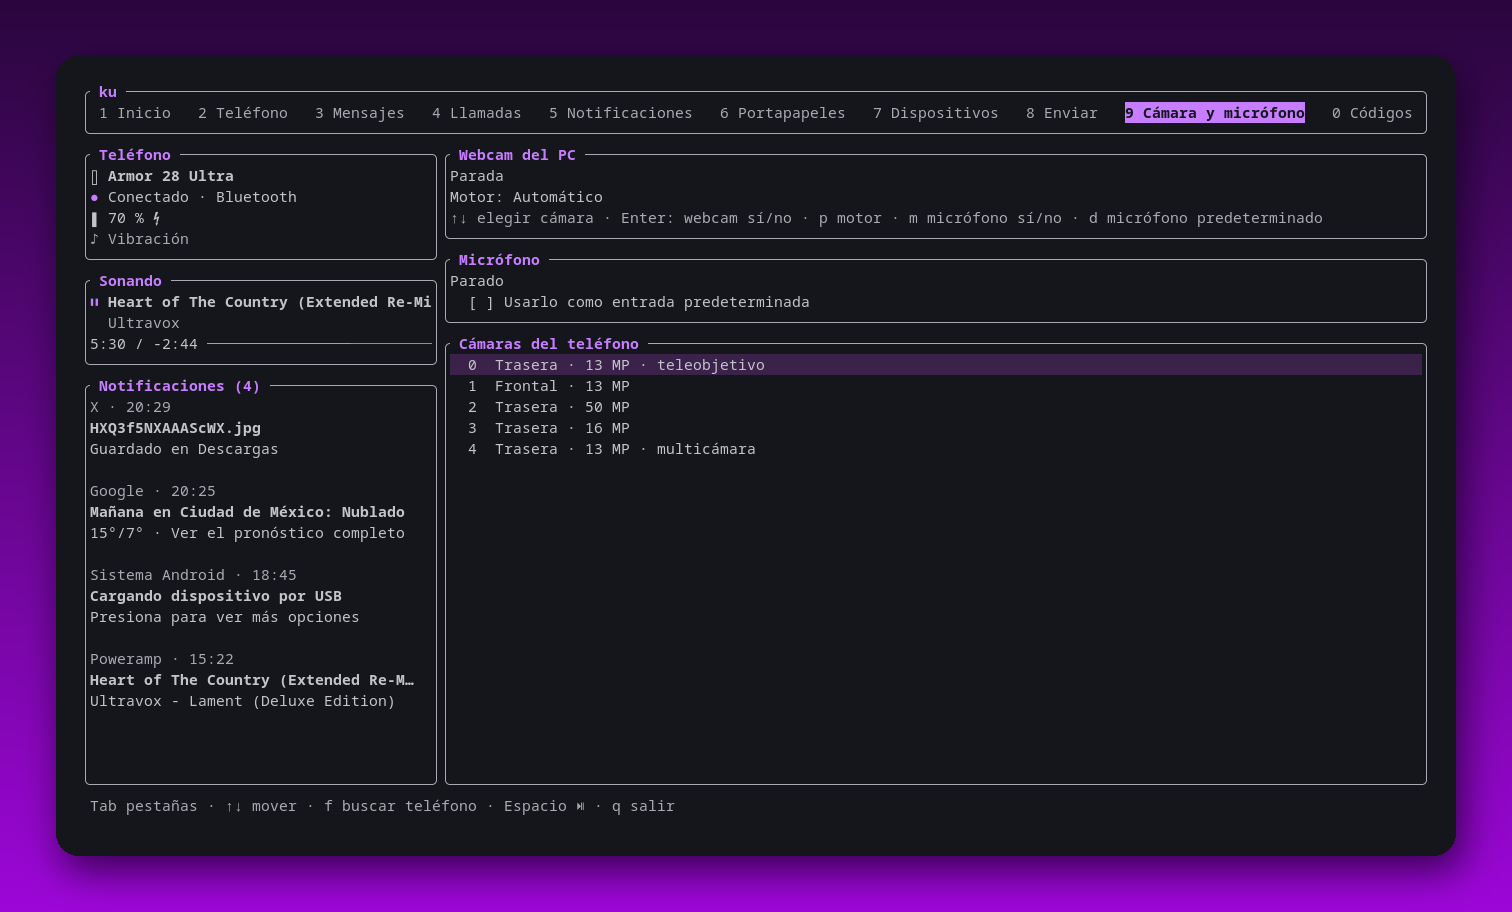 ku
1 Inicio 2 Teléfono 3 Mensajes 4 Llamadas 5 Notificaciones 6 Portapapeles 7 Dispositivos 8 Enviar 9 Cámara y micrófono 0 Códigos
Teléfono
Armor 28 Ultra
● Conectado · Bluetooth
70 %
♪ Vibración
Sonando
Heart of The Country (Extended Re-Mi
Ultravox
5:30 / -2:44
Notificaciones (4)
X · 20:29
HXQ3f5NXAAAScWX.jpg
Guardado en Descargas
Google · 20:25
Mañana en Ciudad de México: Nublado
15°/7° · Ver el pronóstico completo
Sistema Android · 18:45
Cargando dispositivo por USB
Presiona para ver más opciones
Poweramp · 15:22
Heart of The Country (Extended Re-M…
Ultravox - Lament (Deluxe Edition)
Webcam del PC
Parada
Motor: Automático
↑↓ elegir cámara · Enter: webcam sí/no · p motor · m micrófono sí/no · d micrófono predeterminado
Micrófono
Parado
[ ] Usarlo como entrada predeterminada
Cámaras del teléfono
0 Trasera · 13 MP · teleobjetivo
1 Frontal · 13 MP
2 Trasera · 50 MP
3 Trasera · 16 MP
4 Trasera · 13 MP · multicámara
Tab pestañas · ↑↓ mover · f buscar teléfono · Espacio ⏯ · q salir